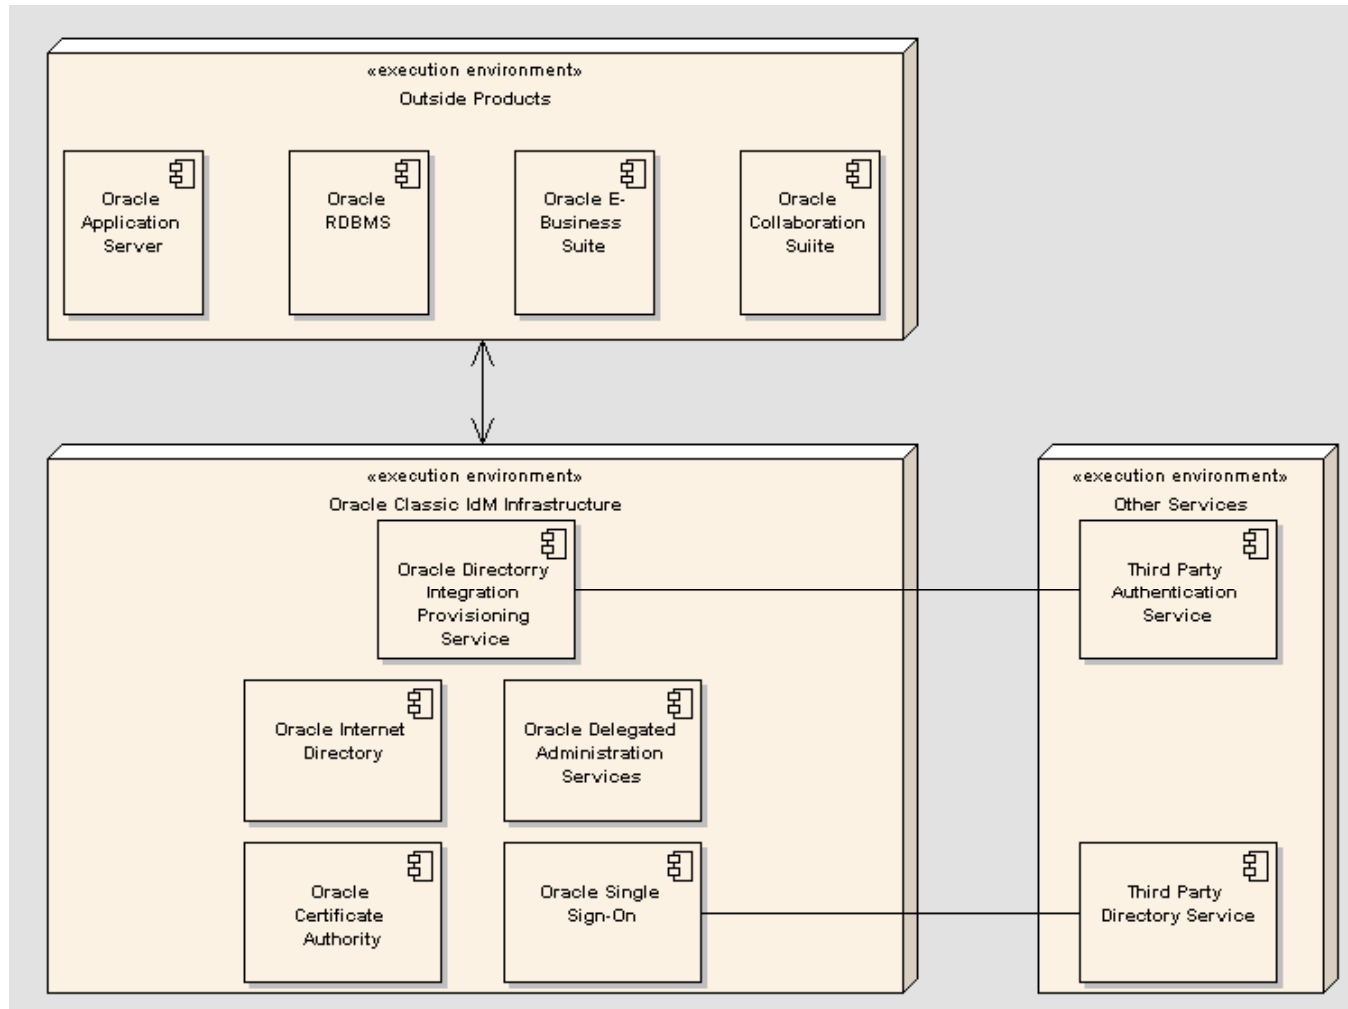 «execution environment»
Outside Products
Oracle
Application
Server
Oracle
RDBMS
Oracle E-
Business
Suite
Oracle
Collaboration
Suiite
«execution environment»
Oracle Classic IdM Infrastructure
Oracle Directorry
Integration
Provisioning
Service
Oracle Internet
Directory
Oracle Delegated
Administration
Services
Oracle
Certificate
Authority
Oracle Single
Sign-On
«execution environment»
Other Services
Third Party
Authentication
Service
Third Party
Directory Service